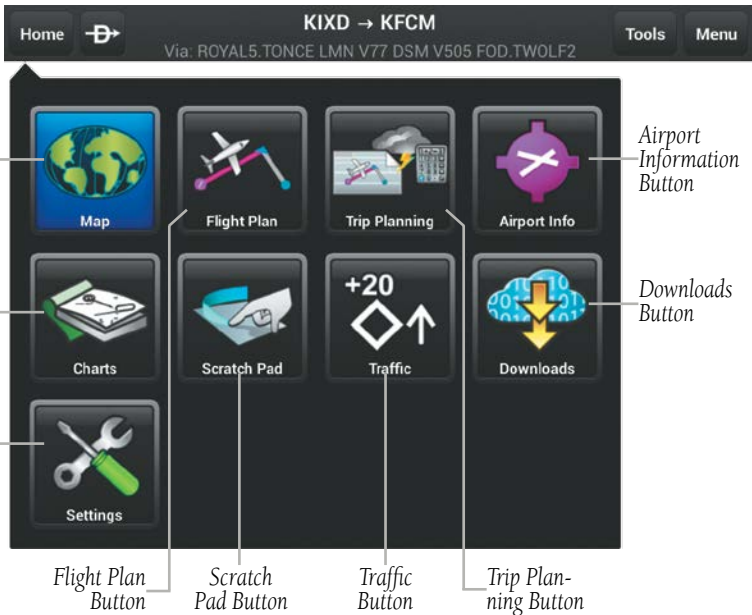 Home
KIXD → KFCM
Via: ROYAL5.TONCE LMN V77 DSM V505 FOD.TWOLF2
Tools
Menu
Map
Flight Plan
Trip Planning
Airport Info
Airport
Information
Button
Charts
Scratch Pad
+20
Traffic
Downloads
Downloads
Button
Settings
Flight Plan
Button
Scratch
Pad Button
Traffic
Button
Trip Plan-
ning Button